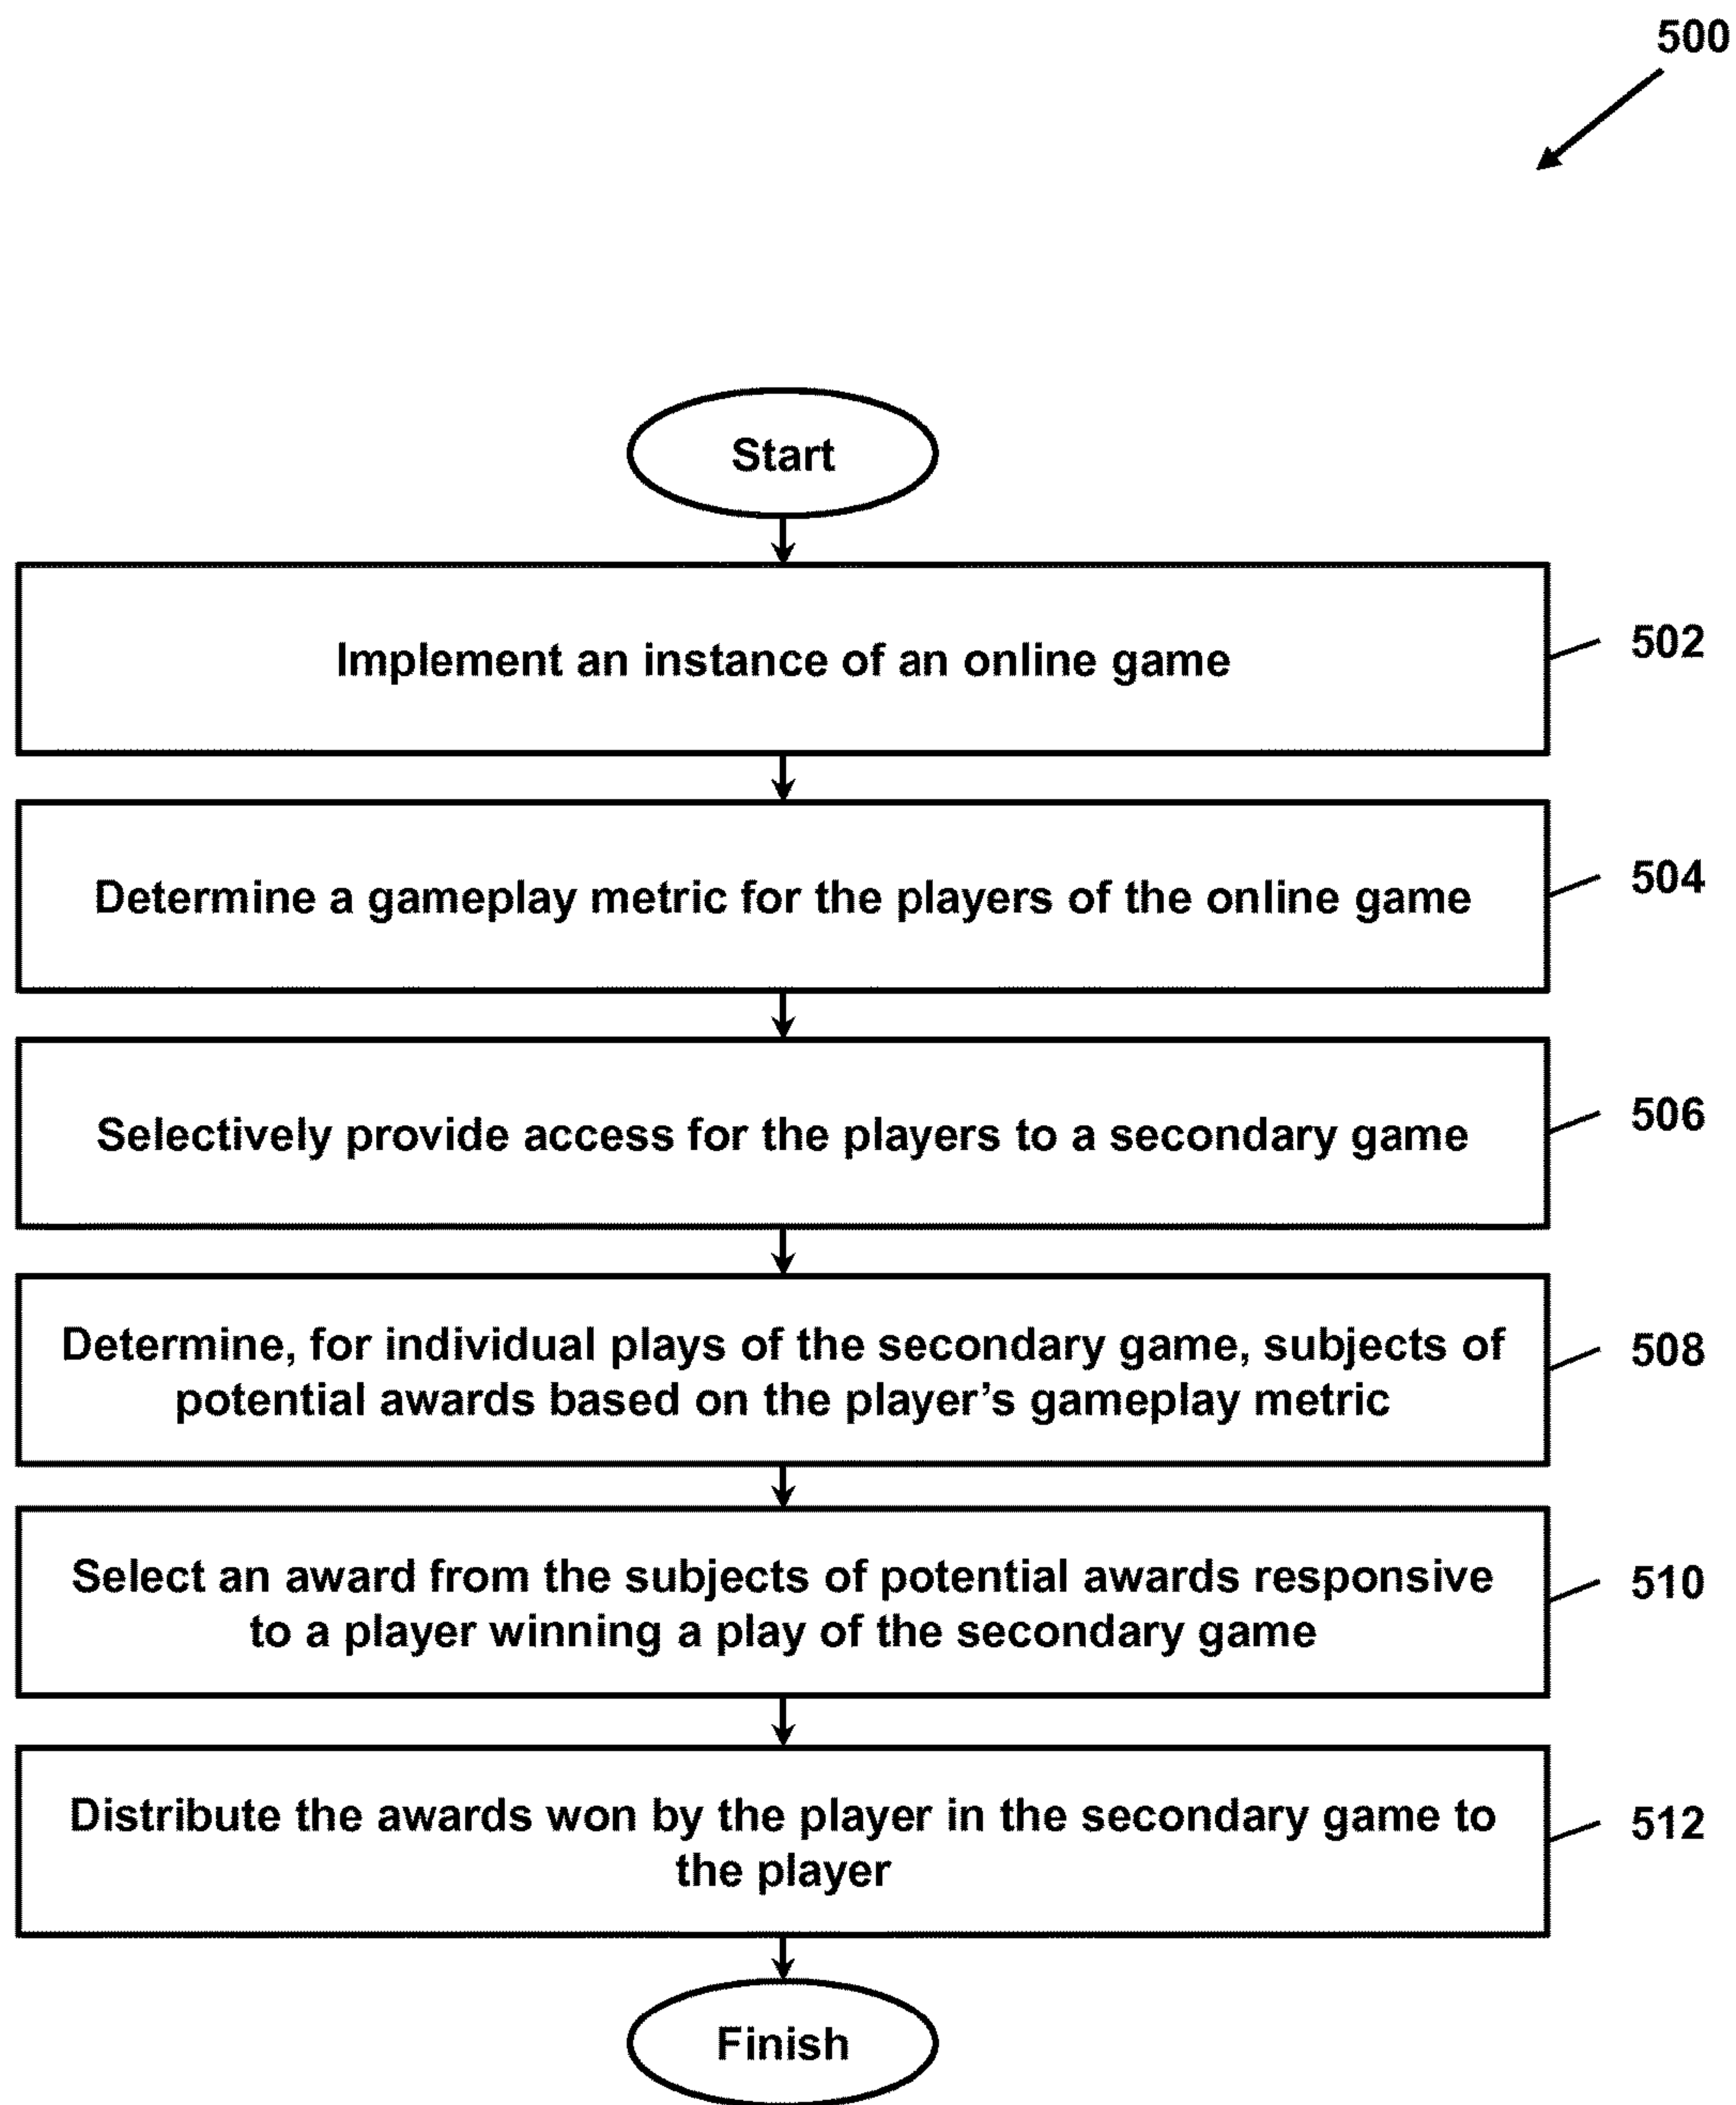 500
Start
Implement an instance of an online game
502
Determine a gameplay metric for the players of the online game
504
Selectively provide access for the players to a secondary game
506
Determine, for individual plays of the secondary game, subjects of
potential awards based on the player’s gameplay metric
508
Select an award from the subjects of potential awards responsive
to a player winning a play of the secondary game
510
Distribute the awards won by the player in the secondary game to
the player
512
Finish